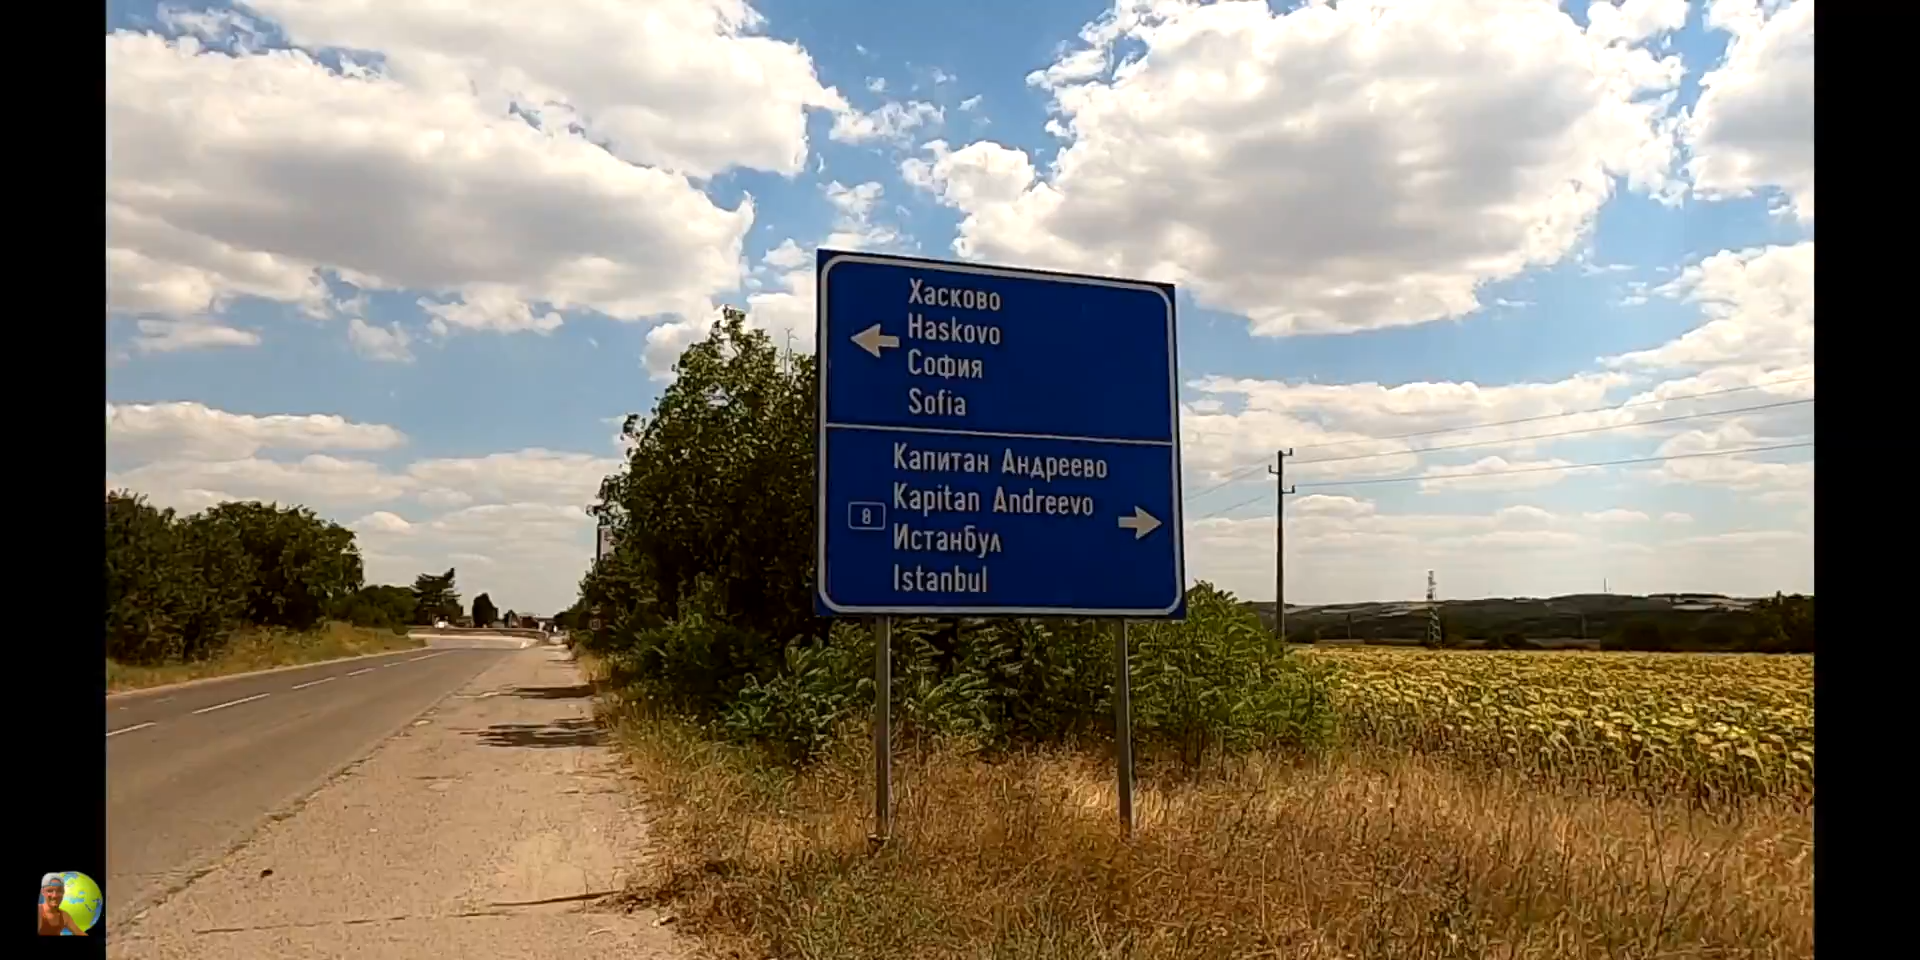 Хасково
Haskovo
София
Sofia
Капитан Андреево
Kapitan Andreevo
8
Истанбул
Istanbul